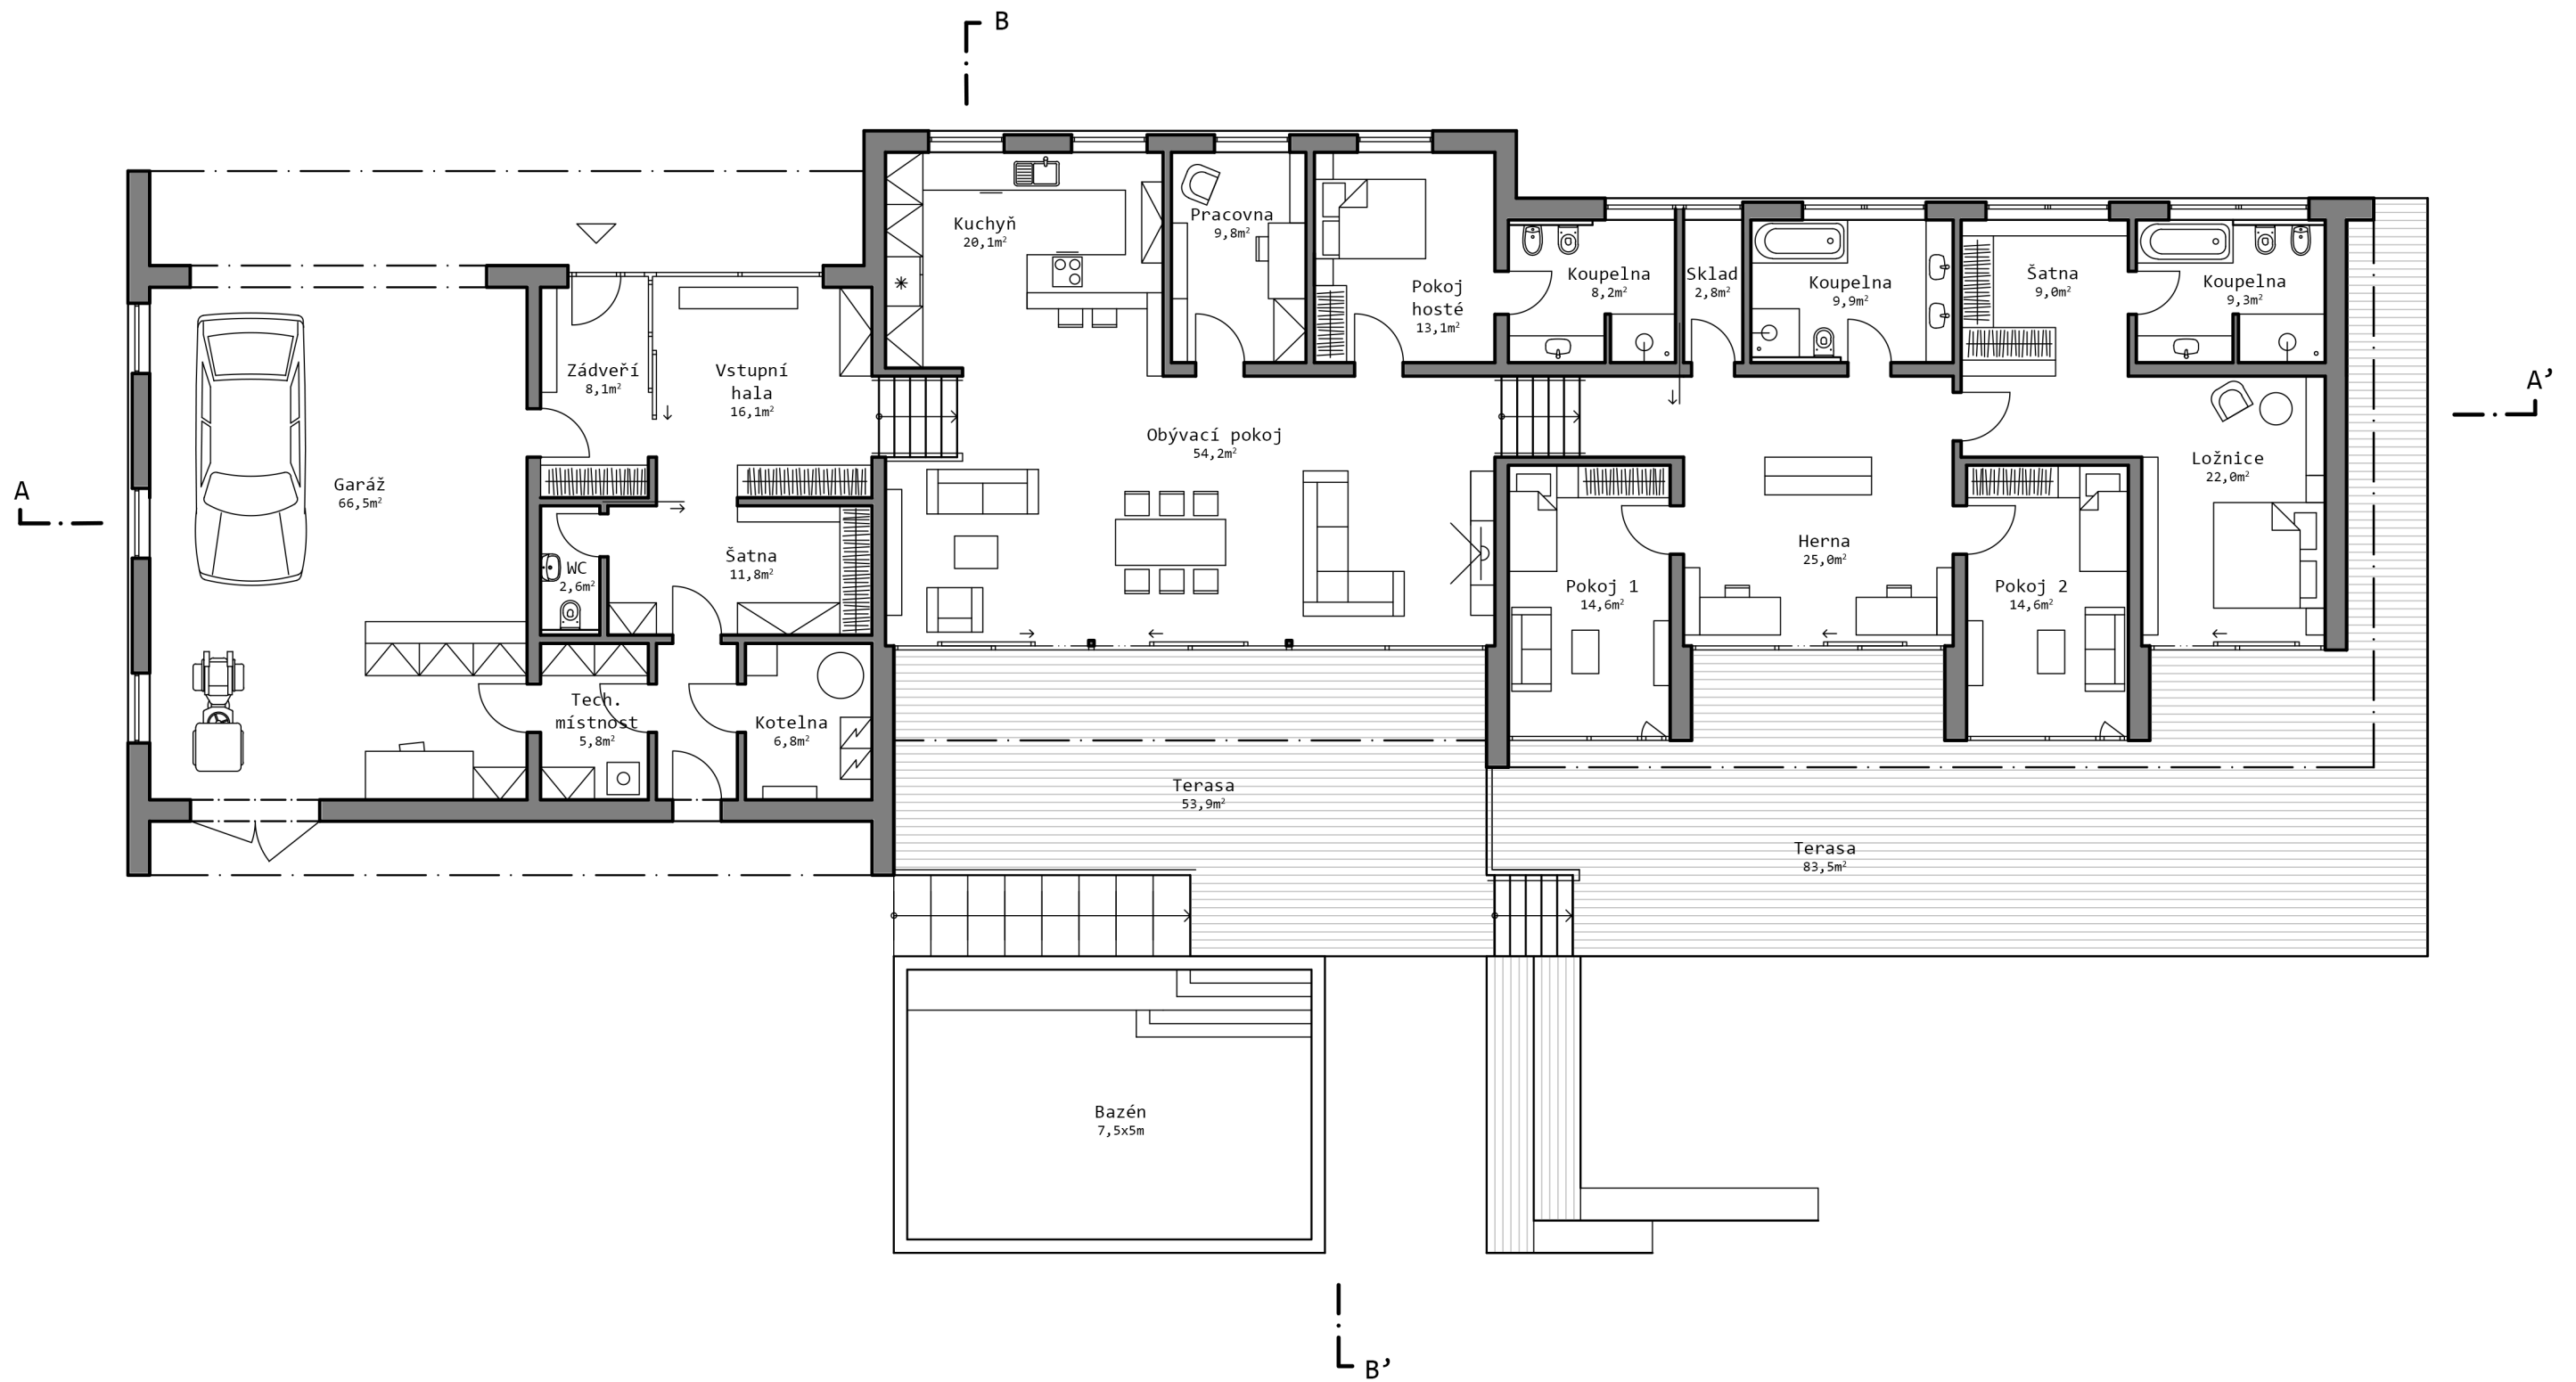 B
Kuchyň
20,1m²
Pracovna
9,8m²
Pokoj
hosté
13,1m²
Koupelna
8,2m²
Sklad
2,8m²
Koupelna
9,9m²
Šatna
9,0m²
Koupelna
9,3m²
Zádveří
8,1m²
Vstupní
hala
16,1m²
A’
Obývací pokoj
54,2m²
Ložnice
22,0m²
A
Garáž
66,5m²
WC
2,6m²
Šatna
11,8m²
Herna
25,0m²
Pokoj 1
14,6m²
Pokoj 2
14,6m²
Tech.
místnost
5,8m²
Kotelna
6,8m²
Terasa
53,9m²
Terasa
83,5m²
Bazén
7,5x5m
B’